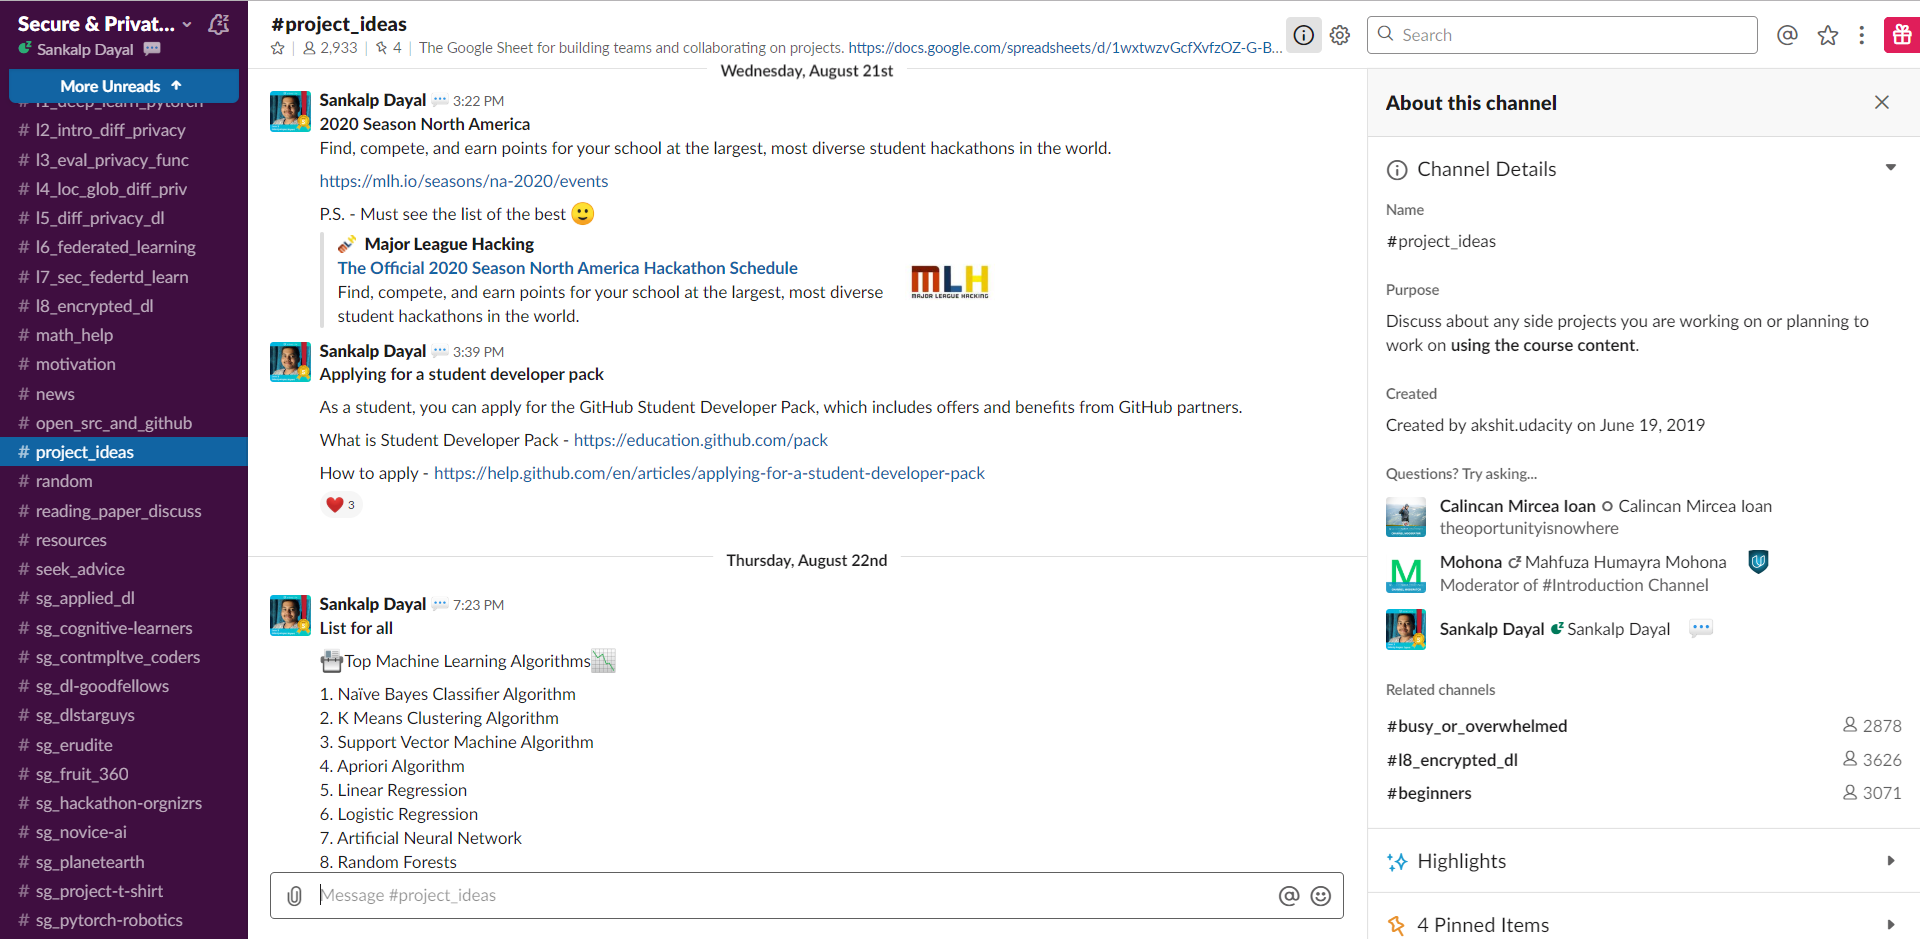 Secure & Privat...
Sankalp Dayal
More Unreads ↑
# l1_deep_learn_pytorch
# l2_intro_diff_privacy
# l3_eval_privacy_func
# l4_loc_glob_diff_priv
# l5_diff_privacy_dl
# l6_federated_learning
# l7_sec_federtd_learn
# l8_encrypted_dl
# math_help
# motivation
# news
# open_src_and_github
# project_ideas
# random
# reading_paper_discuss
# resources
# seek_advice
# sg_applied_dl
# sg_cognitive-learners
# sg_contmpltve_coders
# sg_dl-goodfellows
# sg_dlstarguys
# sg_erudite
# sg_fruit_360
# sg_hackathon-orgnizrs
# sg_novice-ai
# sg_planetearth
# sg_project-t-shirt
# sg_pytorch-robotics
#project_ideas
2,933 | 4 | The Google Sheet for building teams and collaborating on projects. https://docs.google.com/spreadsheets/d/1wxtwzvGcfXvfzOZ-G-B...
Search
Wednesday, August 21st
Sankalp Dayal 3:22 PM
2020 Season North America
Find, compete, and earn points for your school at the largest, most diverse student hackathons in the world.
https://mlh.io/seasons/na-2020/events
P.S. - Must see the list of the best 🙂
Major League Hacking
The Official 2020 Season North America Hackathon Schedule
Find, compete, and earn points for your school at the largest, most diverse
student hackathons in the world.
MLH
MAJOR LEAGUE HACKING
Sankalp Dayal 3:39 PM
Applying for a student developer pack
As a student, you can apply for the GitHub Student Developer Pack, which includes offers and benefits from GitHub partners.
What is Student Developer Pack - https://education.github.com/pack
How to apply - https://help.github.com/en/articles/applying-for-a-student-developer-pack
❤️ 3
Thursday, August 22nd
Sankalp Dayal 7:23 PM
List for all
Top Machine Learning Algorithms
1. Naïve Bayes Classifier Algorithm
2. K Means Clustering Algorithm
3. Support Vector Machine Algorithm
4. Apriori Algorithm
5. Linear Regression
6. Logistic Regression
7. Artificial Neural Network
8. Random Forests
Message #project_ideas
About this channel
Channel Details
Name
#project_ideas
Purpose
Discuss about any side projects you are working on or planning to
work on using the course content.
Created
Created by akshit.udacity on June 19, 2019
Questions? Try asking...
Calincan Mircea Ioan Calincan Mircea Ioan
theoportunityisnowhere
M
Mohona Mahfuza Humayra Mohona
Moderator of #Introduction Channel
Sankalp Dayal Sankalp Dayal
Related channels
#busy_or_overwhelmed 2878
#l8_encrypted_dl 3626
#beginners 3071
Highlights
4 Pinned Items